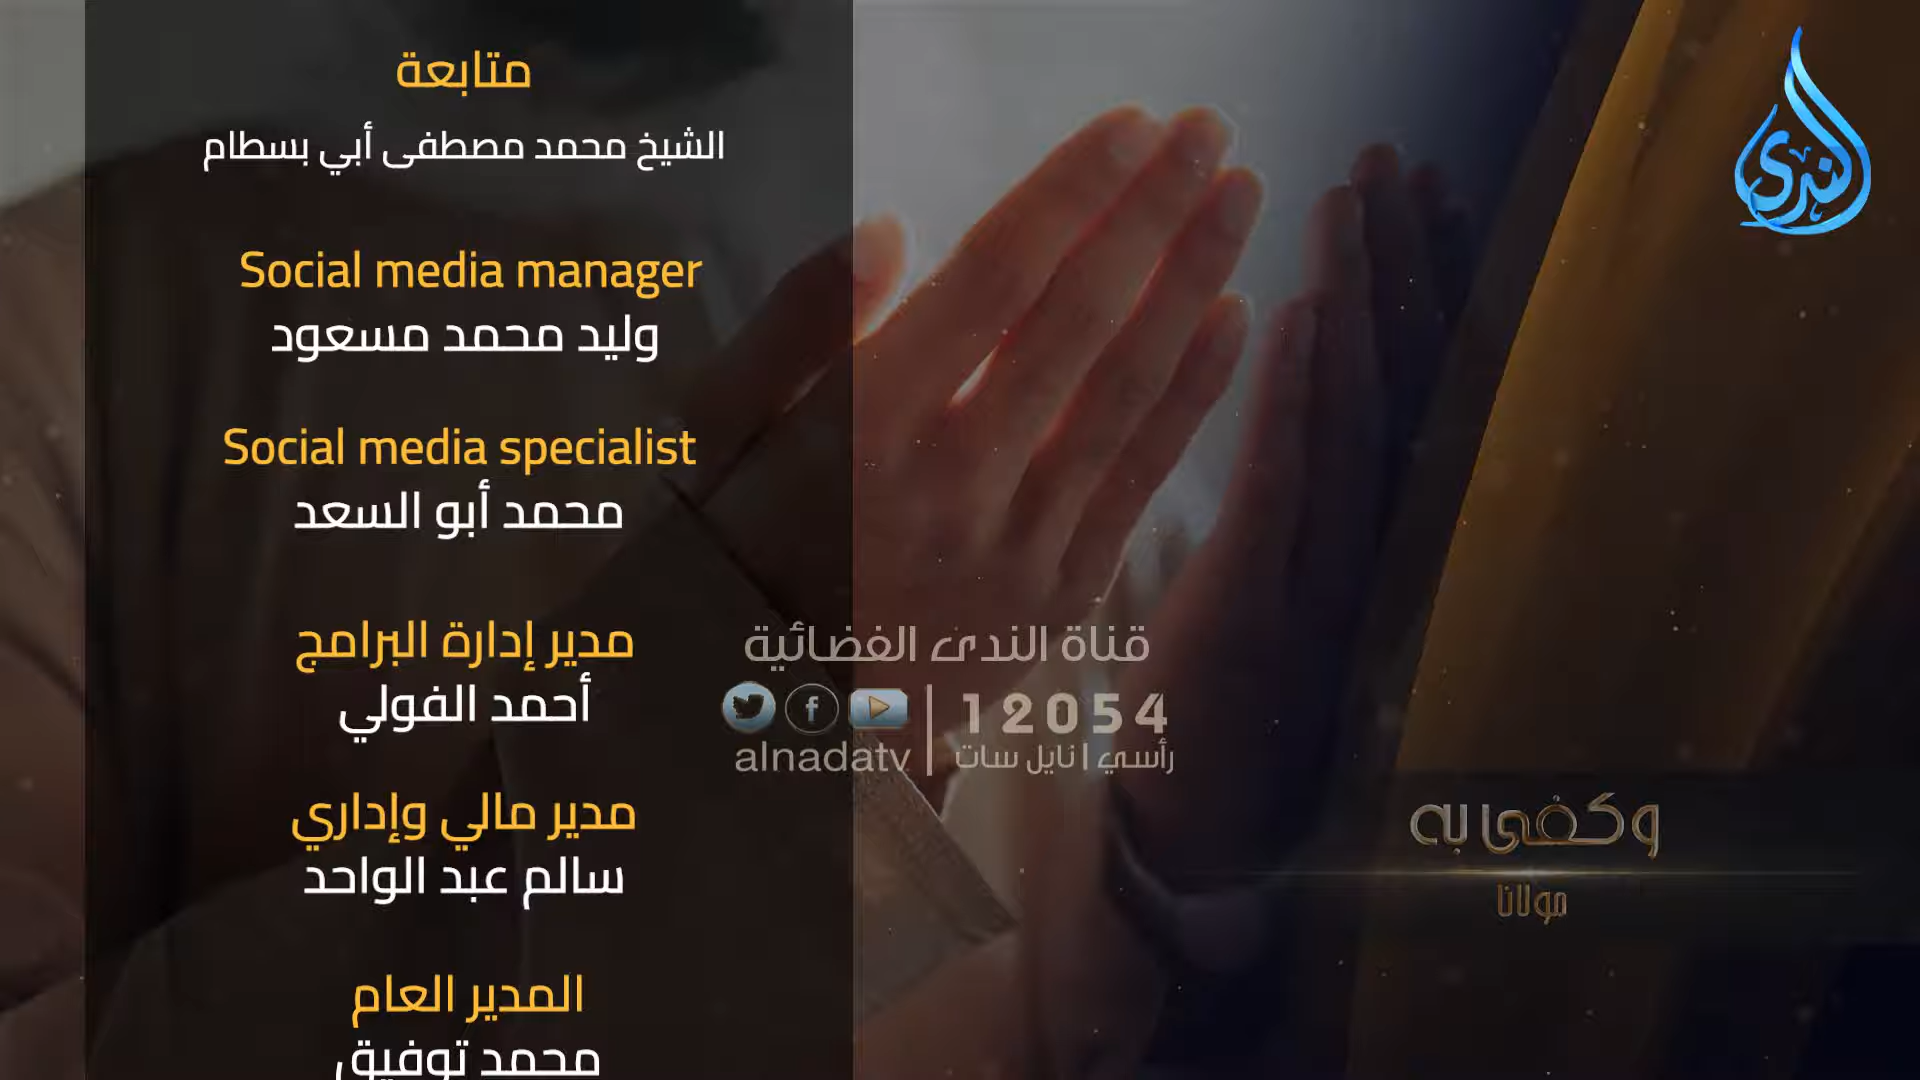 متابعة
الشيخ محمد مصطفى أبي بسطام
Social media manager
وليد محمد مسعود
Social media specialist
محمد أبو السعد
مدير إدارة البرامج
أحمد الفولي
مدير مالي وإداري
سالم عبد الواحد
المدير العام
محمد توفيق
الندى
قناة الندى الفضائية
12054
alnadatv
رأسي | نايل سات
وكفى به
مولانا